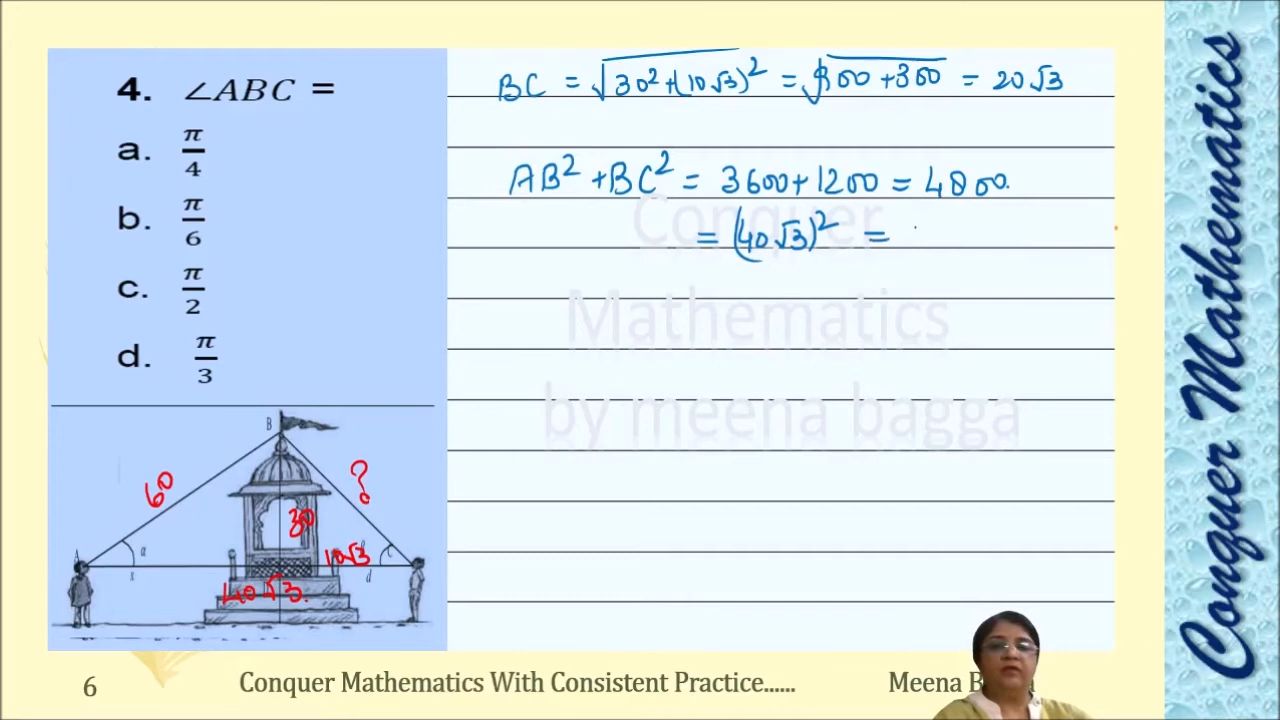 4. ∠ABC =
a. π/4
b. π/6
c. π/2
d. π/3
B
60
?
30
A
α
10√3
C
x
d
40√3.
BC = √30² + (10√3)² = √900 + 300 = 20√3
AB² + BC² = 3600 + 1200 = 4800.
= (40√3)² =
Conquer
Mathematics
by meena bagga
Conquer Mathematics
6
Conquer Mathematics With Consistent Practice......
Meena